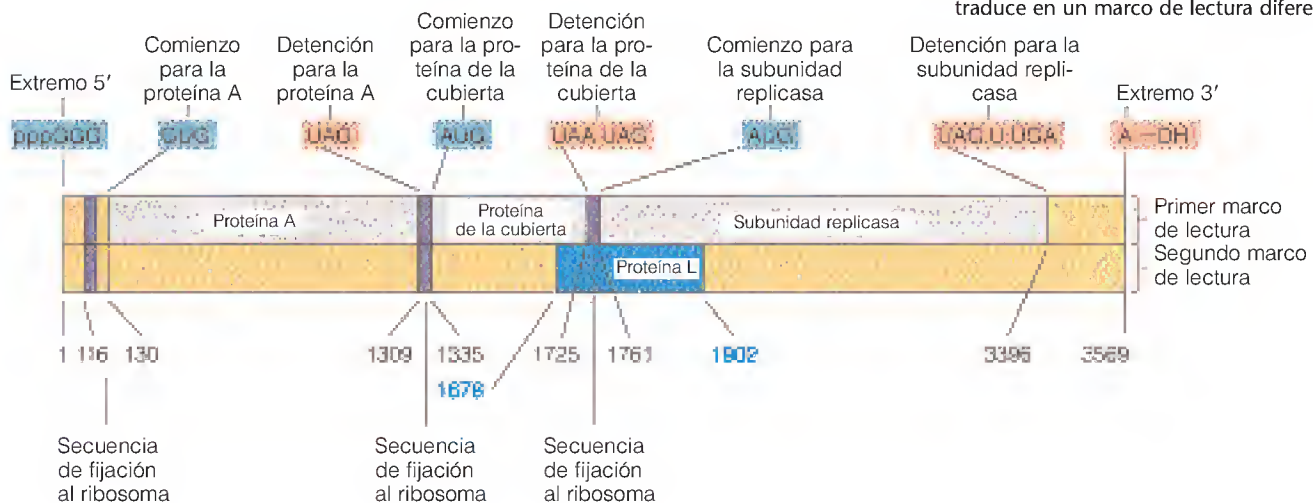 traduce en un marco de lectura difere
Extremo 5′
Comienzo
para la
proteína A
Detención
para la
proteína A
Comienzo
para la pro-
teína de la
cubierta
Detención
para la pro-
teína de la
cubierta
Comienzo para
la subunidad
replicasa
Detención para la
subunidad repli-
casa
Extremo 3′
pppGGG
GUG
UAG
AUG
UAA.UAG
AUG
UAG.U.UGA
Proteína A
Proteína
de la cubierta
Subunidad replicasa
Primer marco
de lectura
Proteína L
Segundo marco
de lectura
1 116 130 1309 1335 1725 1761 1902 3396 3569
1678
Secuencia
de fijación
al ribosoma
Secuencia
de fijación
al ribosoma
Secuencia
de fijación
al ribosoma